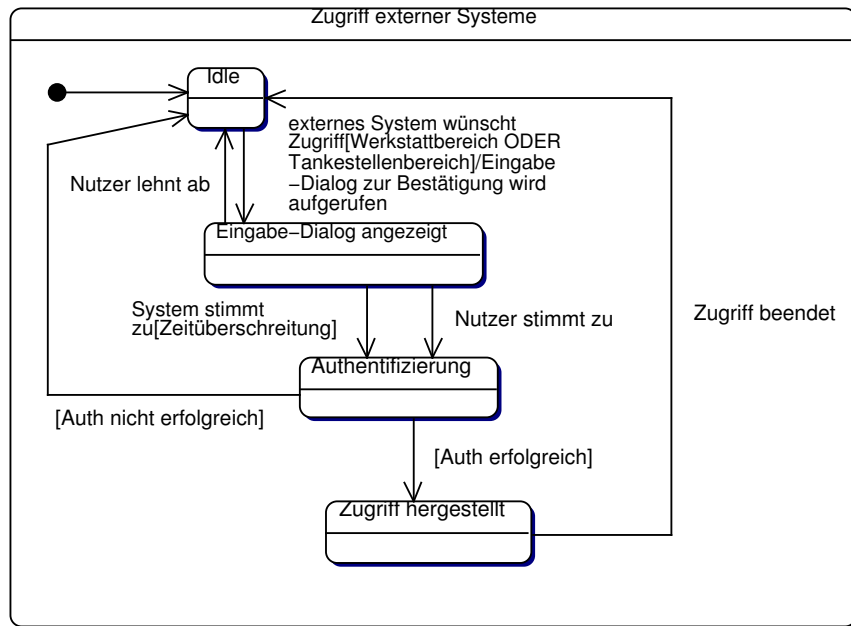 Zugriff externer Systeme
Idle
externes System wünscht
Zugriff[Werkstattbereich ODER
Tankestellenbereich]/Eingabe
−Dialog zur Bestätigung wird
aufgerufen
Nutzer lehnt ab
Eingabe−Dialog angezeigt
System stimmt
zu[Zeitüberschreitung]
Nutzer stimmt zu
Zugriff beendet
Authentifizierung
[Auth nicht erfolgreich]
[Auth erfolgreich]
Zugriff hergestellt